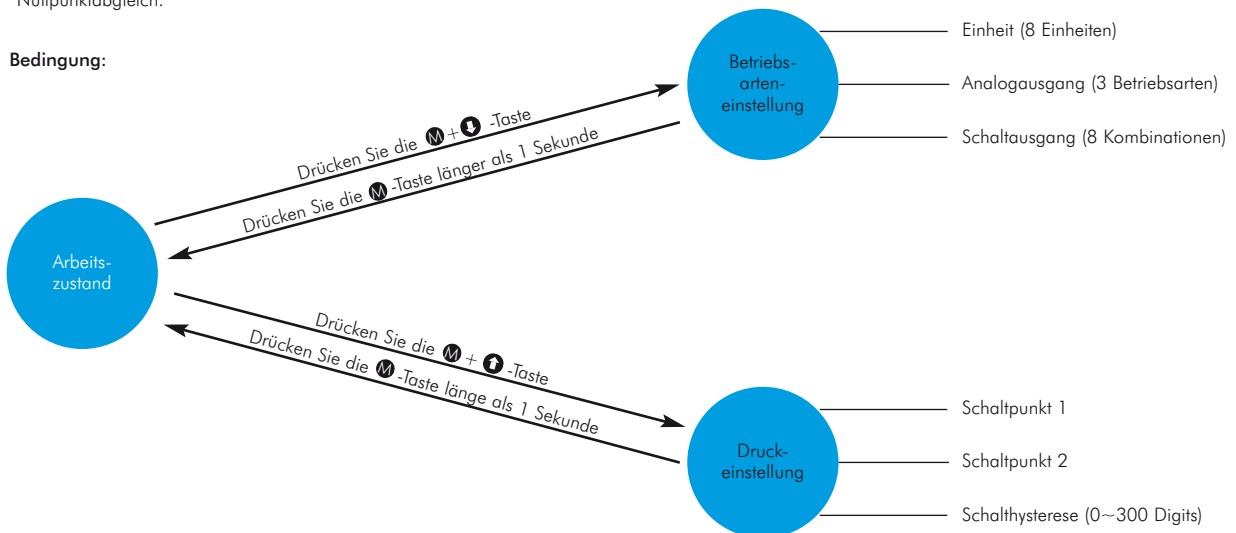 Nullpunktabgleich.
Bedingung:
Betriebs-
arten-
einstellung
Einheit (8 Einheiten)
Analogausgang (3 Betriebsarten)
Schaltausgang (8 Kombinationen)
Drücken Sie die M + ⬇ -Taste
Drücken Sie die M -Taste länger als 1 Sekunde
Arbeits-
zustand
Drücken Sie die M + ⬆ -Taste
Drücken Sie die M -Taste länge als 1 Sekunde
Druck-
einstellung
Schaltpunkt 1
Schaltpunkt 2
Schalthysterese (0~300 Digits)